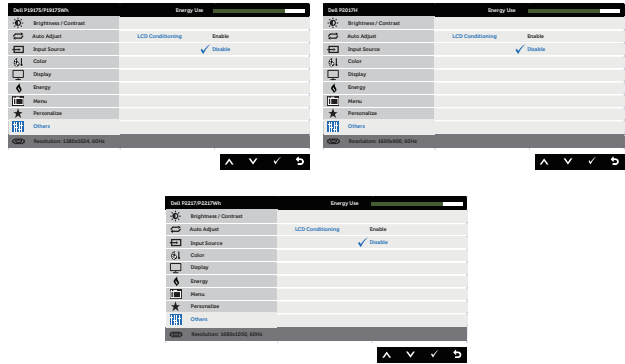 Dell P1917S/P1917SWh Energy Use
Brightness / Contrast
Auto Adjust LCD Conditioning Enable
Input Source Disable
Color
Display
Energy
Menu
Personalize
Others
Resolution: 1280x1024, 60Hz
Dell P2017H Energy Use
Brightness / Contrast
Auto Adjust LCD Conditioning Enable
Input Source Disable
Color
Display
Energy
Menu
Personalize
Others
Resolution: 1600x900, 60Hz
Dell P2217/P2217Wh Energy Use
Brightness / Contrast
Auto Adjust LCD Conditioning Enable
Input Source Disable
Color
Display
Energy
Menu
Personalize
Others
Resolution: 1680x1050, 60Hz